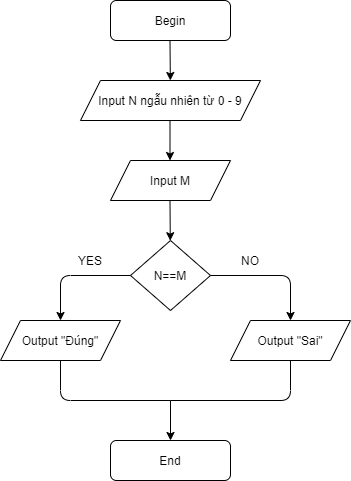 Begin
Input N ngẫu nhiên từ 0 - 9
Input M
N==M
YES
NO
Output "Đúng"
Output "Sai"
End